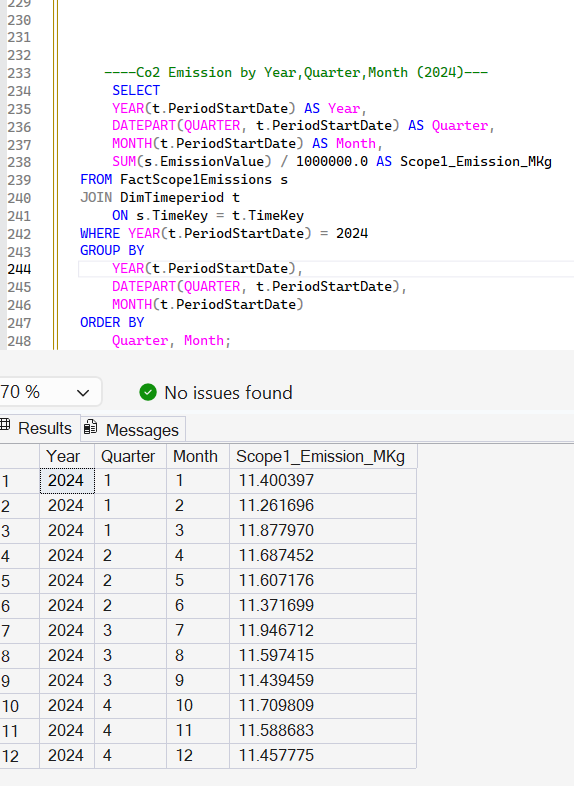 229
230
231
232
233 ----Co2 Emission by Year,Quarter,Month (2024)---
234 SELECT
235 YEAR(t.PeriodStartDate) AS Year,
236 DATEPART(QUARTER, t.PeriodStartDate) AS Quarter,
237 MONTH(t.PeriodStartDate) AS Month,
238 SUM(s.EmissionValue) / 1000000.0 AS Scope1_Emission_MKg
239 FROM FactScope1Emissions s
240 JOIN DimTimeperiod t
241 ON s.TimeKey = t.TimeKey
242 WHERE YEAR(t.PeriodStartDate) = 2024
243 GROUP BY
244 YEAR(t.PeriodStartDate),
245 DATEPART(QUARTER, t.PeriodStartDate),
246 MONTH(t.PeriodStartDate)
247 ORDER BY
248 Quarter, Month;
70 % No issues found
Results Messages
Year Quarter Month Scope1_Emission_MKg
1 2024 1 1 11.400397
2 2024 1 2 11.261696
3 2024 1 3 11.877970
4 2024 2 4 11.687452
5 2024 2 5 11.607176
6 2024 2 6 11.371699
7 2024 3 7 11.946712
8 2024 3 8 11.597415
9 2024 3 9 11.439459
10 2024 4 10 11.709809
11 2024 4 11 11.588683
12 2024 4 12 11.457775